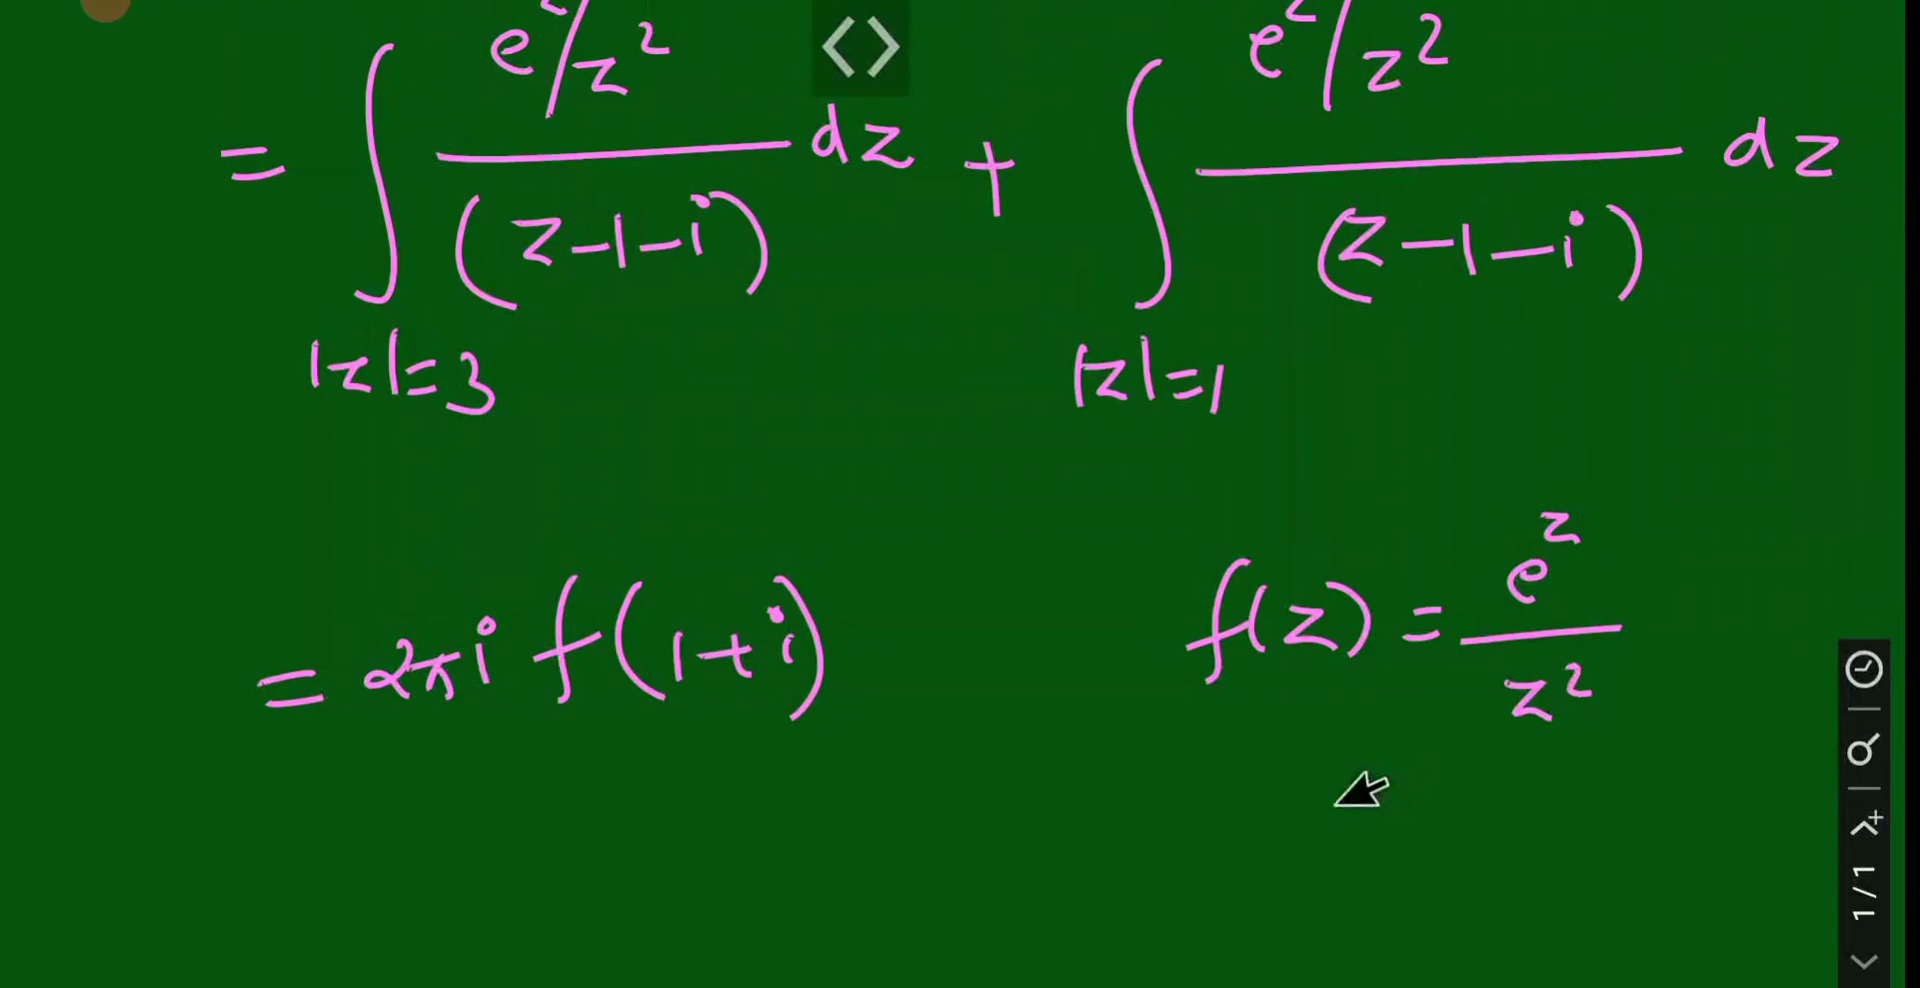 = ∫ e^z/z² / (z-1-i) dz + ∫ e^z/z² / (z-1-i) dz
|z|=3 |z|=1
= 2πi f(1+i) f(z) = e^z / z²
1/1